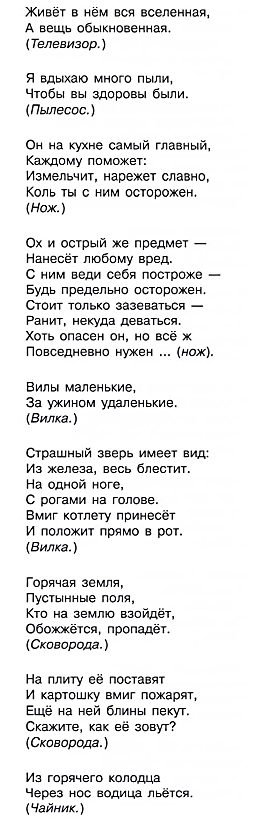 Живёт в нём вся вселенная,
А вещь обыкновенная.
(Телевизор.)
Я вдыхаю много пыли,
Чтобы вы здоровы были.
(Пылесос.)
Он на кухне самый главный,
Каждому поможет:
Измельчит, нарежет славно,
Коль ты с ним осторожен.
(Нож.)
Ох и острый же предмет —
Нанесёт любому вред.
С ним веди себя построже —
Будь предельно осторожен.
Стоит только зазеваться —
Ранит, некуда деваться.
Хоть опасен он, но всё ж
Повседневно нужен ... (нож).
Вилы маленькие,
За ужином удаленькие.
(Вилка.)
Страшный зверь имеет вид:
Из железа, весь блестит.
На одной ноге,
С рогами на голове.
Вмиг котлету принесёт
И положит прямо в рот.
(Вилка.)
Горячая земля,
Пустынные поля,
Кто на землю взойдёт,
Обожжётся, пропадёт.
(Сковорода.)
На плиту её поставят
И картошку вмиг пожарят,
Ещё на ней блины пекут.
Скажите, как её зовут?
(Сковорода.)
Из горячего колодца
Через нос водица льётся.
(Чайник.)